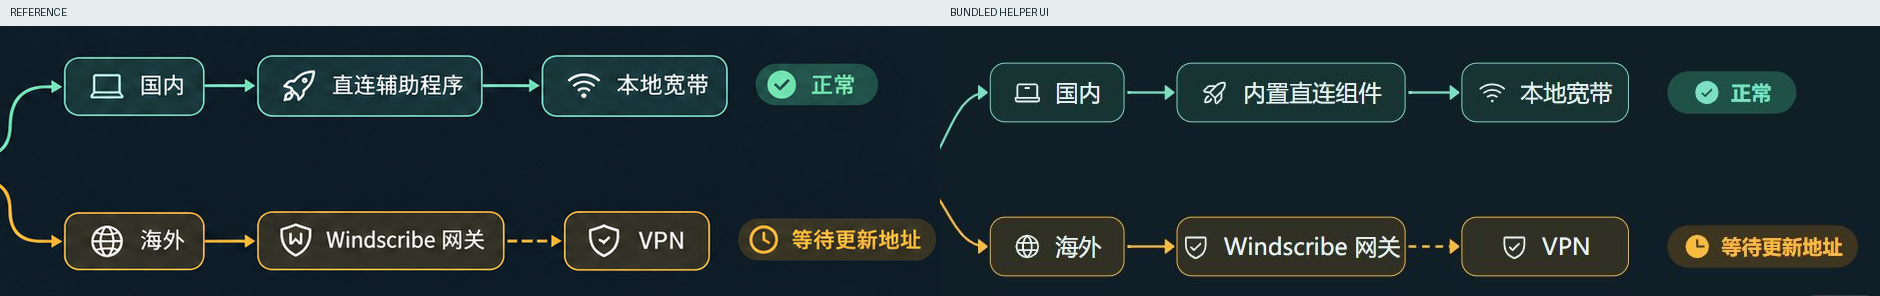 REFERENCE
BUNDLED HELPER UI
国内
直连辅助程序
本地宽带
正常
海外
Windscribe 网关
VPN
等待更新地址
国内
内置直连组件
本地宽带
正常
海外
Windscribe 网关
VPN
等待更新地址